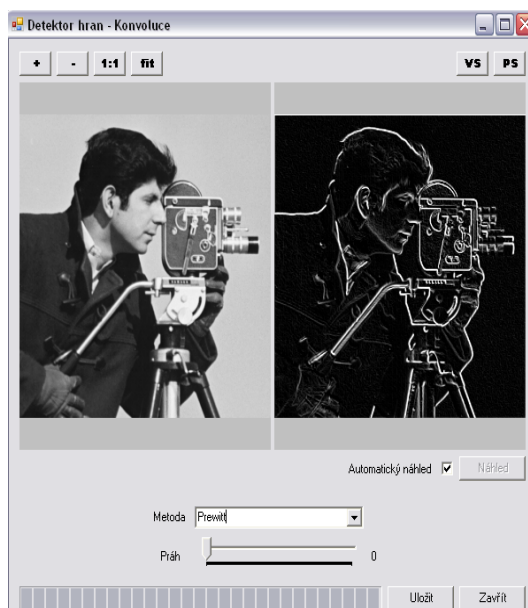 Detektor hran - Konvoluce
+ - 1:1 fit VS PS
Automatický náhled Náhled
Metoda Prewitt
Práh 0
Uložit Zavřít